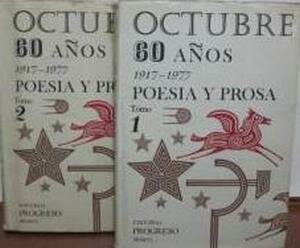 OCTUBRE
60 AÑOS
1917-1977
POESIA Y PR
Tomo
2
EDITORIAL
PROGRESO
OCTUBRE
60 AÑOS
1917-1977
POESIA Y PROSA
Tomo
1
EDITORIAL
PROGRESO